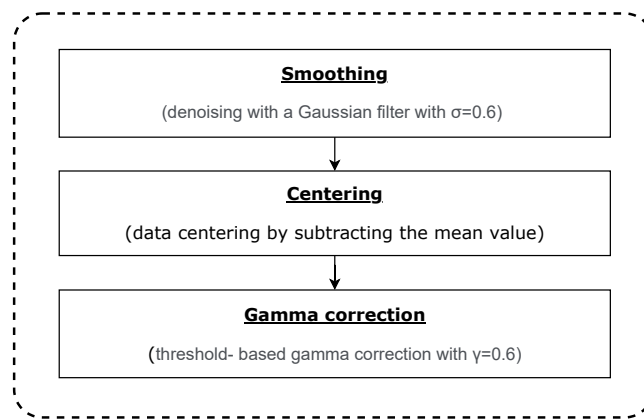 Smoothing
(denoising with a Gaussian filter with σ=0.6)
Centering
(data centering by subtracting the mean value)
Gamma correction
(threshold- based gamma correction with γ=0.6)